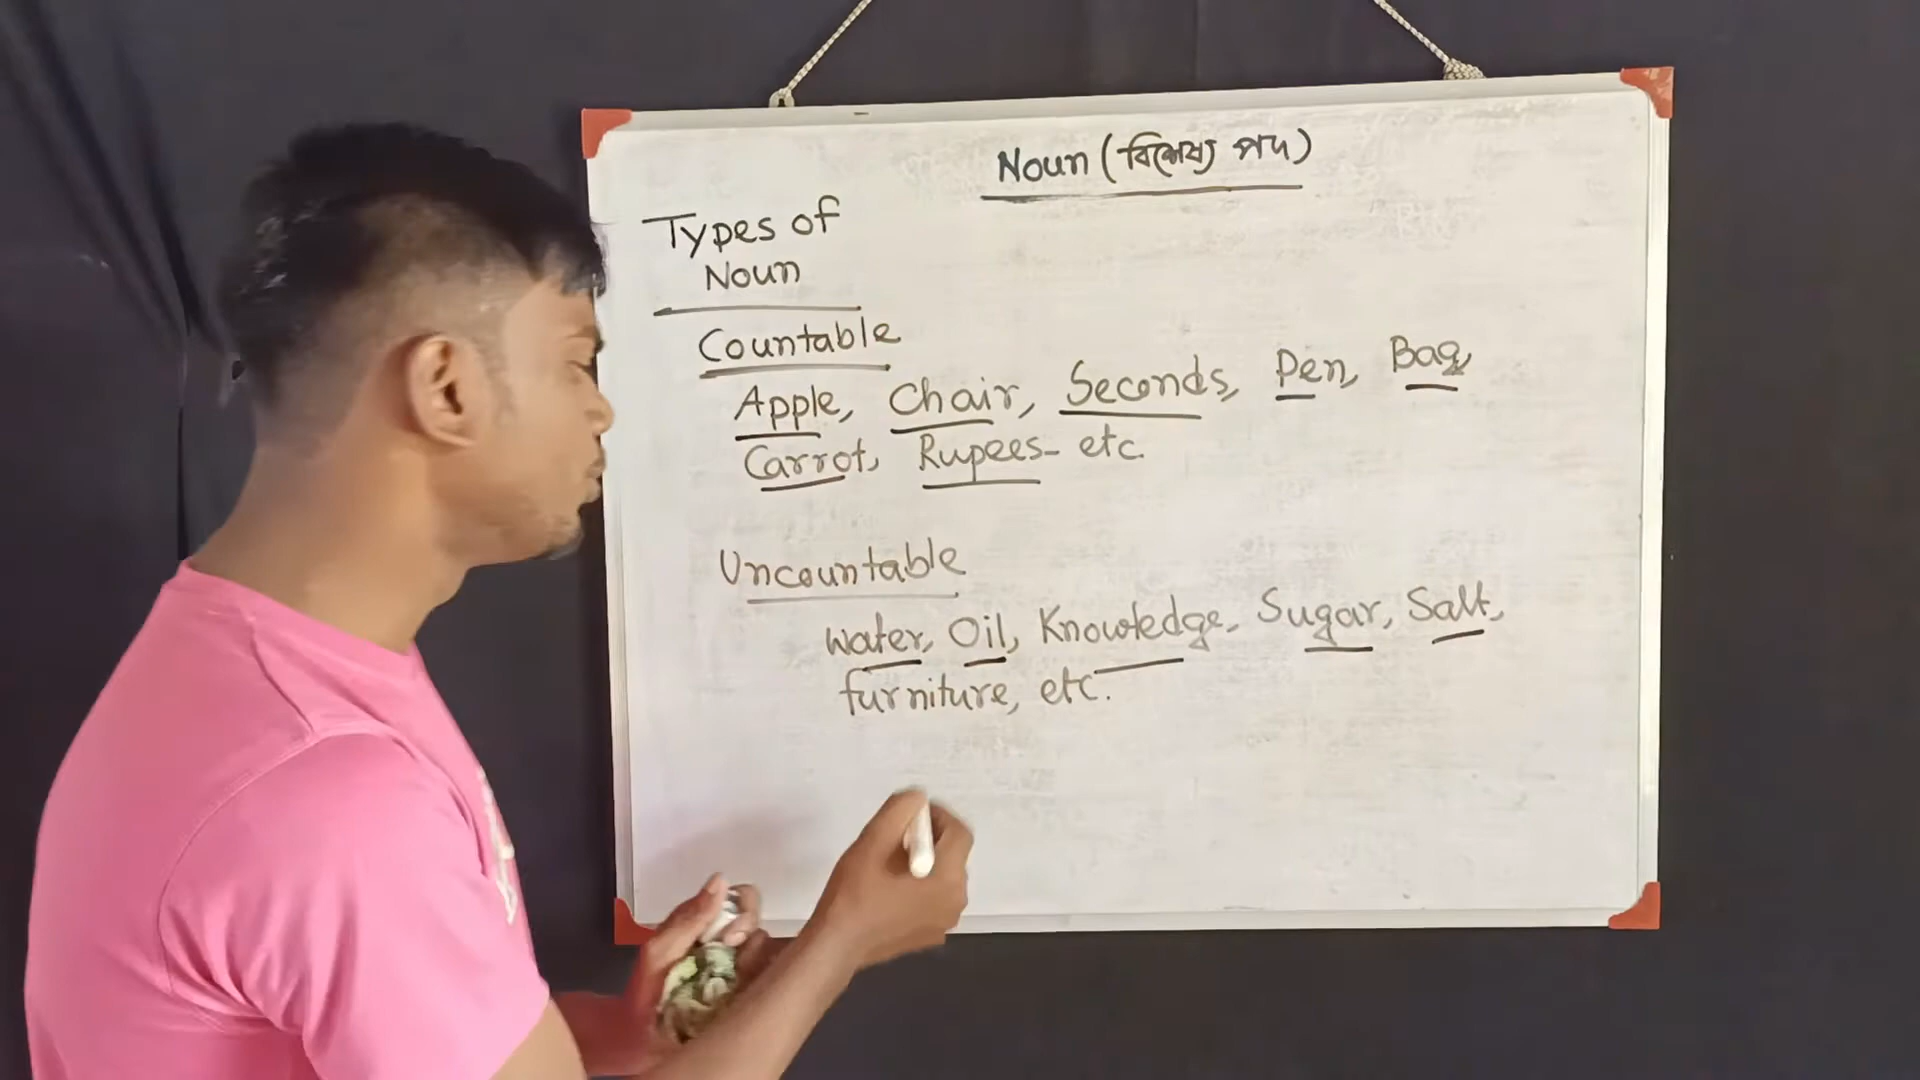 Noun (বিশেষ্য পদ)
Types of
Noun
Countable
Apple, Chair, Seconds, Pen, Bag,
Carrot, Rupees- etc.
Uncountable
Water, Oil, Knowledge, Sugar, Salt,
furniture, etc.